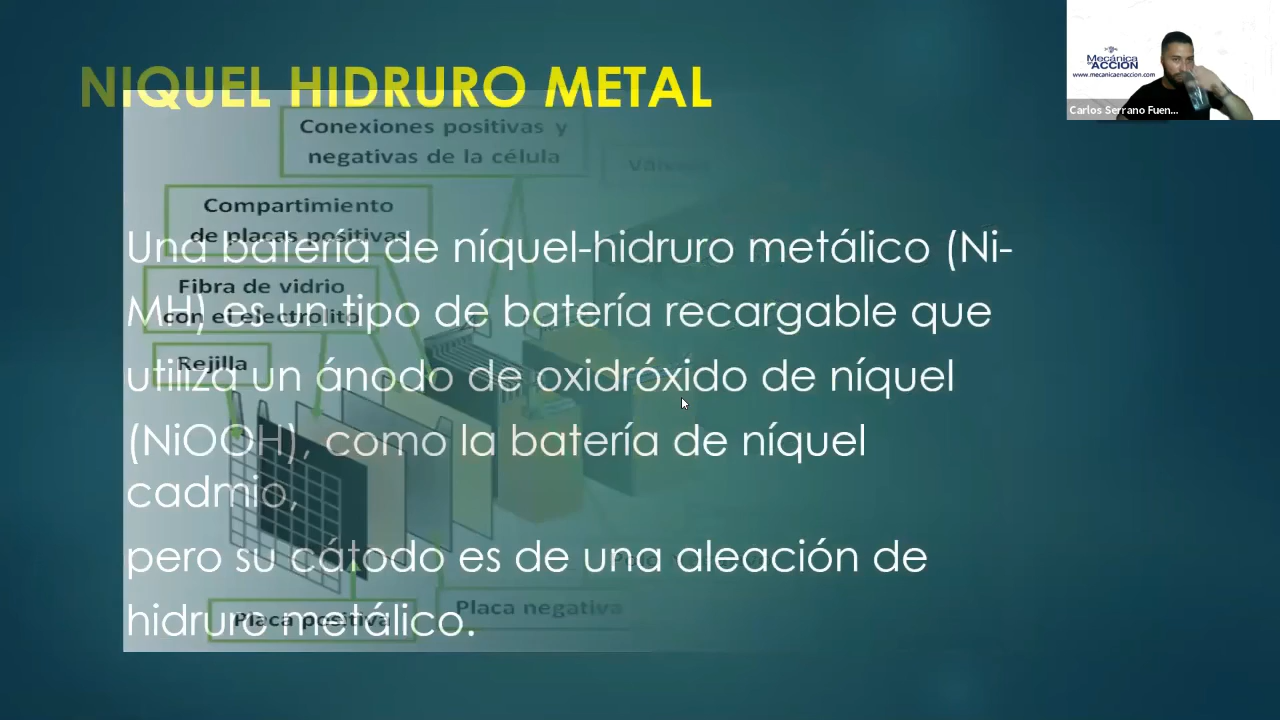 NIQUEL HIDRURO METAL
Conexiones positivas y
negativas de la célula
Compartimiento
de placas positivas
Fibra de vidrio
con el electrolito
Rejilla
Placa positiva
Placa negativa
Una batería de níquel-hidruro metálico (Ni-
MH) es un tipo de batería recargable que
utiliza un ánodo de oxidróxido de níquel
(NiOOH), como la batería de níquel
cadmio,
pero su cátodo es de una aleación de
hidruro metálico.
Mecánica
ACCIÓN
www.mecanicaenaccion.com
Carlos Serrano Fuen...